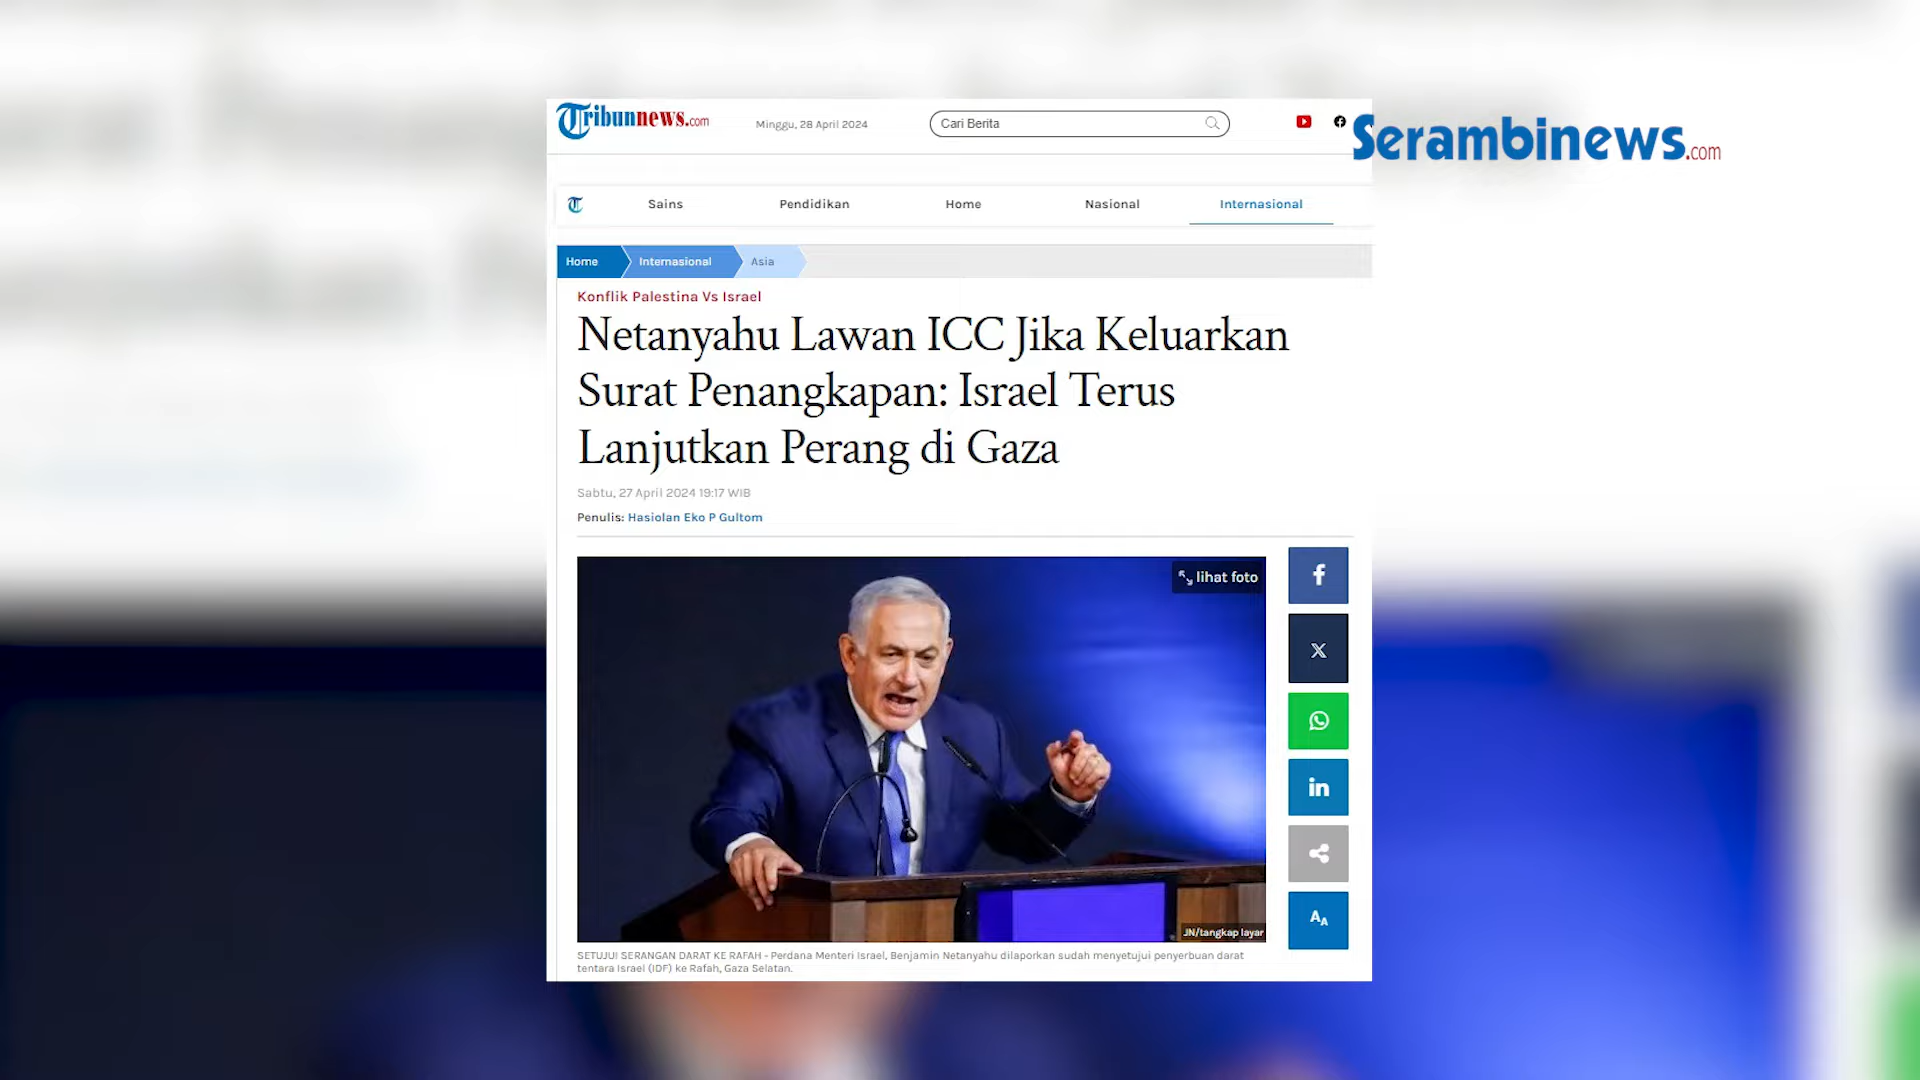 Tribunnews.com
Minggu, 28 April 2024
Cari Berita
Serambinews.com
Sains
Pendidikan
Home
Nasional
Internasional
Home
Internasional
Asia
Konflik Palestina Vs Israel
Netanyahu Lawan ICC Jika Keluarkan
Surat Penangkapan: Israel Terus
Lanjutkan Perang di Gaza
Sabtu, 27 April 2024 19:17 WIB
Penulis: Hasiolan Eko P Gultom
lihat foto
JN/tangkap layar
SETUJUI SERANGAN DARAT KE RAFAH - Perdana Menteri Israel, Benjamin Netanyahu dilaporkan sudah menyetujui penyerbuan darat
tentara Israel (IDF) ke Rafah, Gaza Selatan.